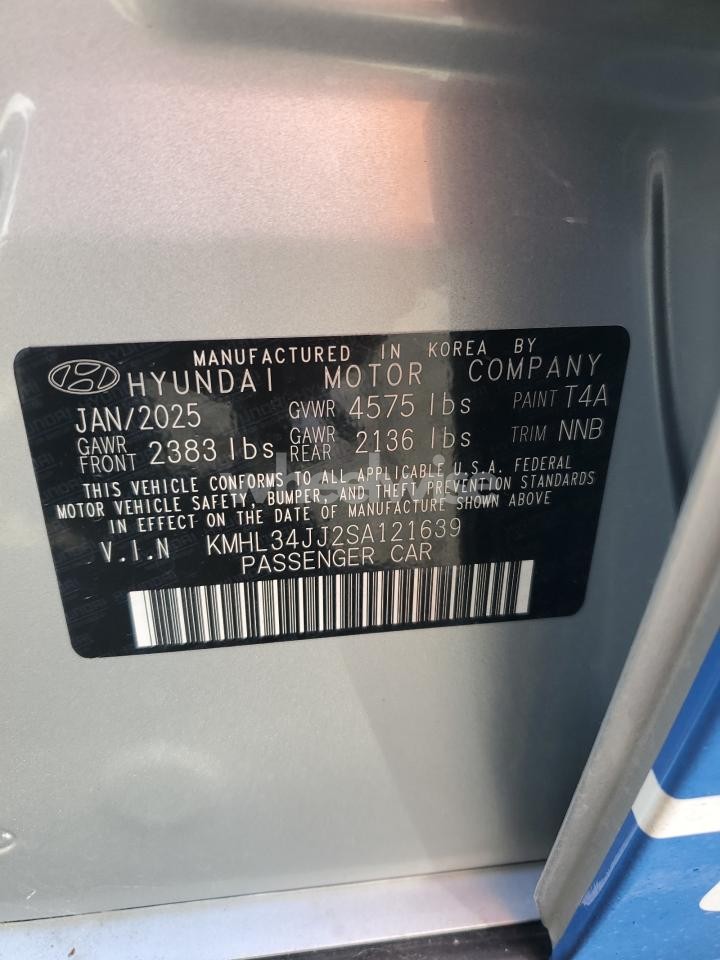 MANUFACTURED IN KOREA BY
HYUNDAI MOTOR COMPANY
JAN/2025 GVWR 4575 lbs PAINT T4A
GAWR FRONT 2383 lbs GAWR REAR 2136 lbs TRIM NNB
THIS VEHICLE CONFORMS TO ALL APPLICABLE U.S.A. FEDERAL
MOTOR VEHICLE SAFETY, BUMPER, AND THEFT PREVENTION STANDARDS
IN EFFECT ON THE DATE OF MANUFACTURE SHOWN ABOVE
V.I.N KMHL34JJ2SA121639
PASSENGER CAR